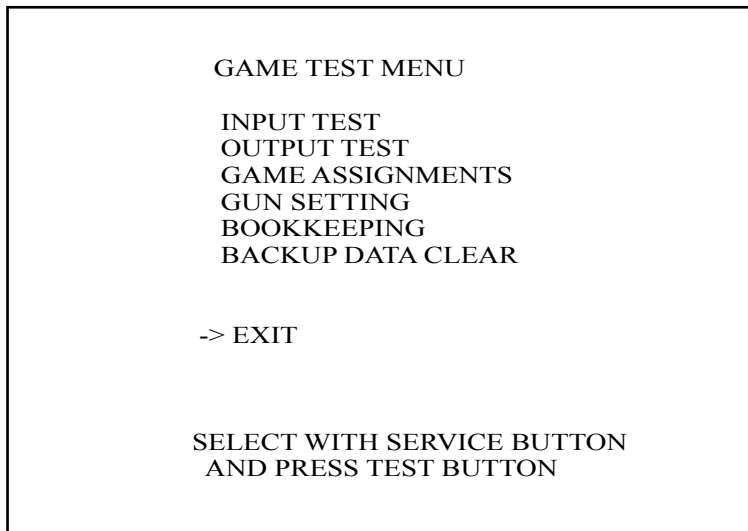 GAME TEST MENU
INPUT TEST
OUTPUT TEST
GAME ASSIGNMENTS
GUN SETTING
BOOKKEEPING
BACKUP DATA CLEAR
-> EXIT
SELECT WITH SERVICE BUTTON
AND PRESS TEST BUTTON